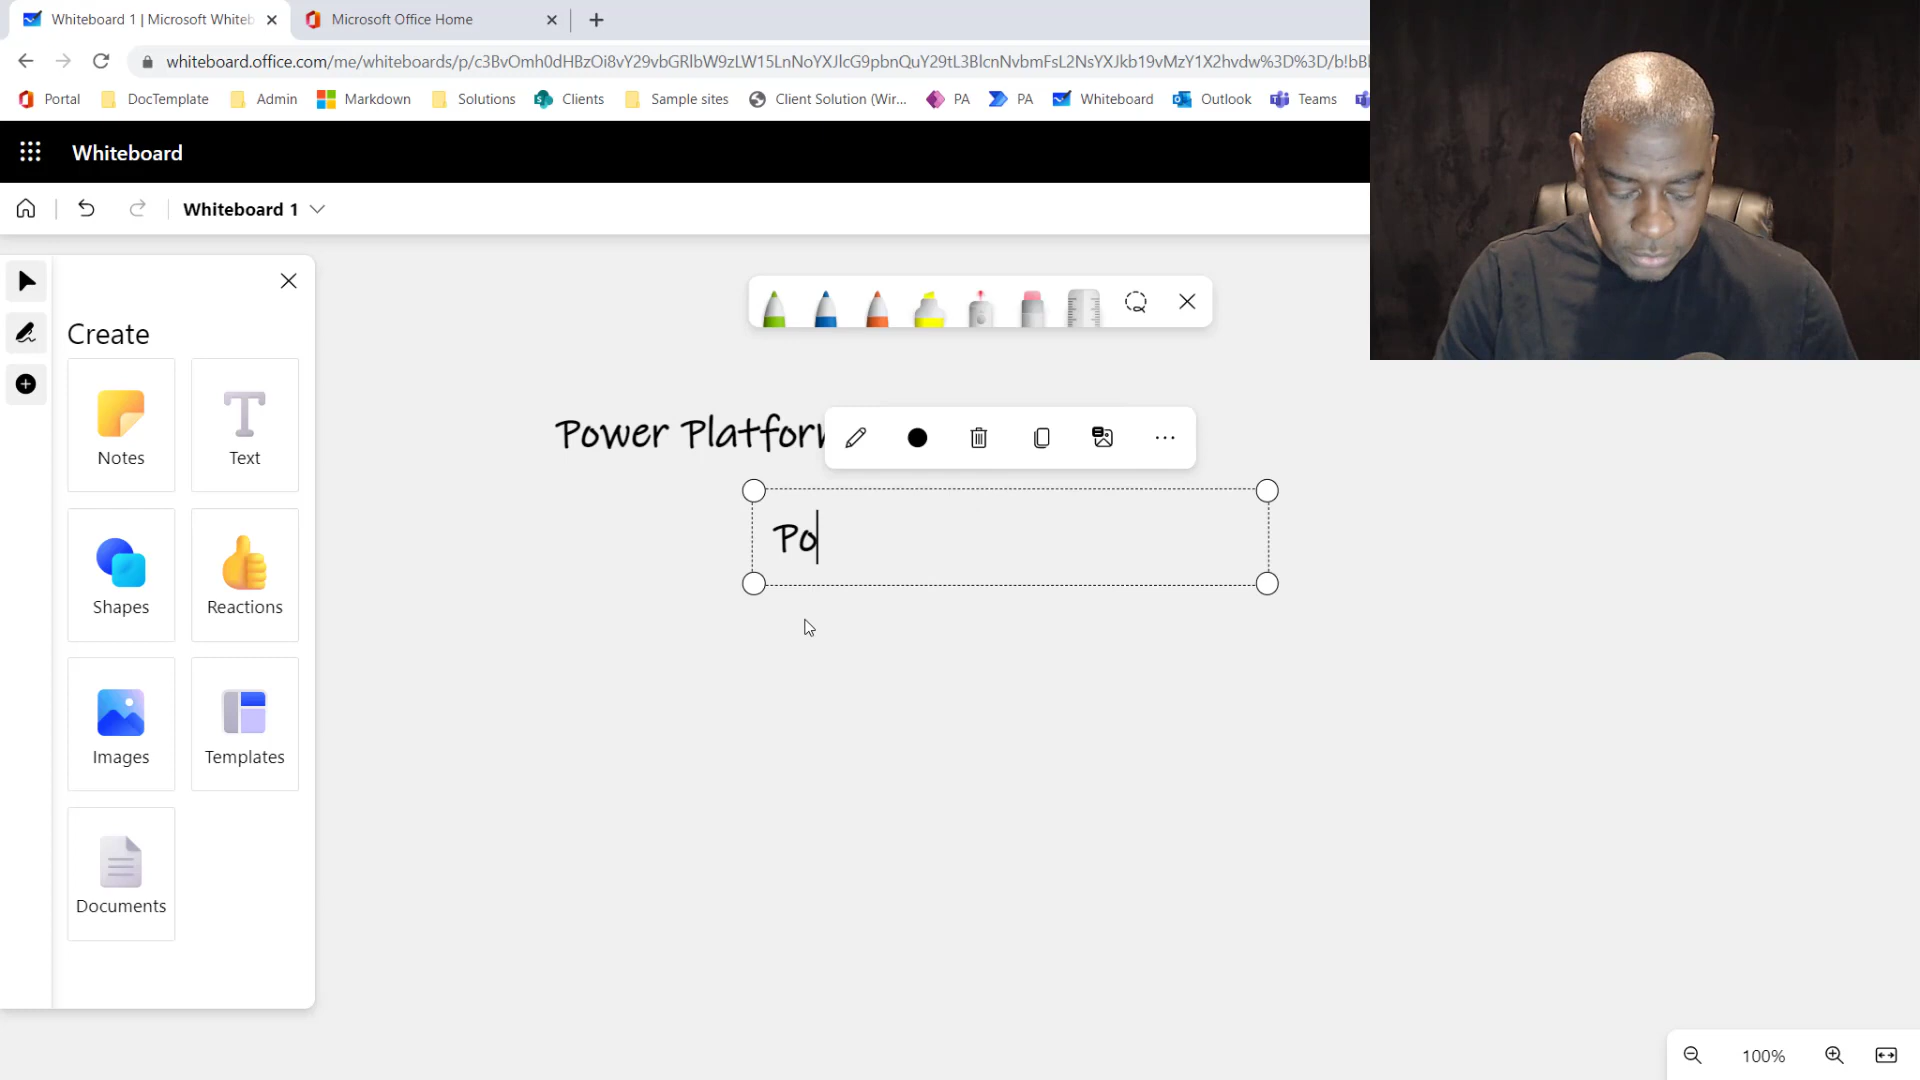 Whiteboard 1 | Microsoft Whiteb
Microsoft Office Home
whiteboard.office.com/me/whiteboards/p/c3BvOmh0dHBzOi8vY29vbGRlbW9zLW15LnNoYXJlcG9pbnQuY29tL3BlcnNvbmFsL2NsYXJkb19vMzY1X2hvdw%3D%3D/b!bBl
Portal
DocTemplate
Admin
Markdown
Solutions
Clients
Sample sites
Client Solution (Wir...
PA
PA
Whiteboard
Outlook
Teams
Whiteboard
Whiteboard 1
Create
Notes
Text
Shapes
Reactions
Images
Templates
Documents
Power Platform
Po
100%